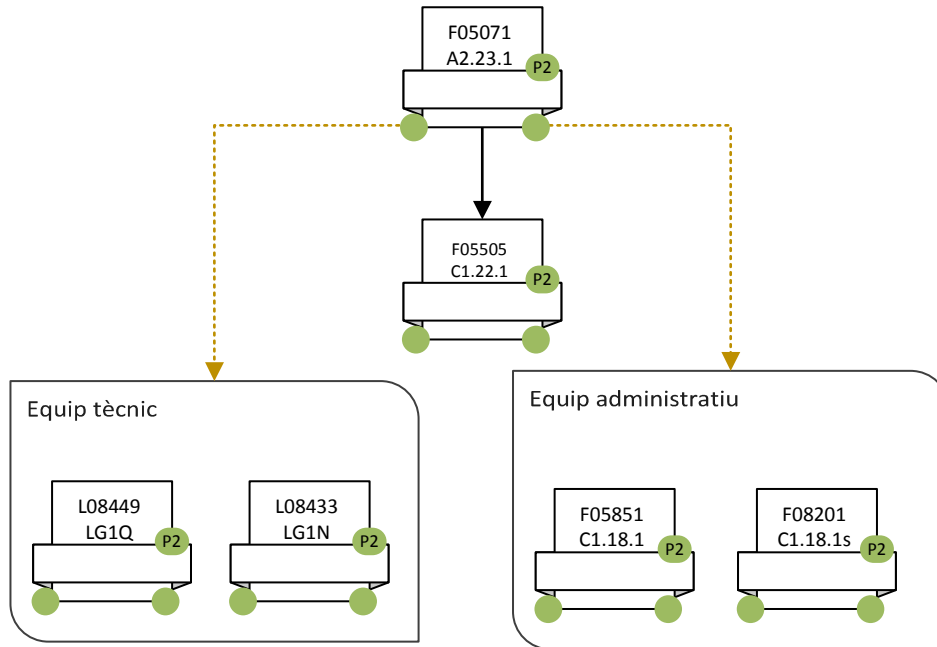 F05071
A2.23.1
P2
F05505
C1.22.1
P2
Equip tècnic
L08449
LG1Q
P2
L08433
LG1N
P2
Equip administratiu
F05851
C1.18.1
P2
F08201
C1.18.1s
P2